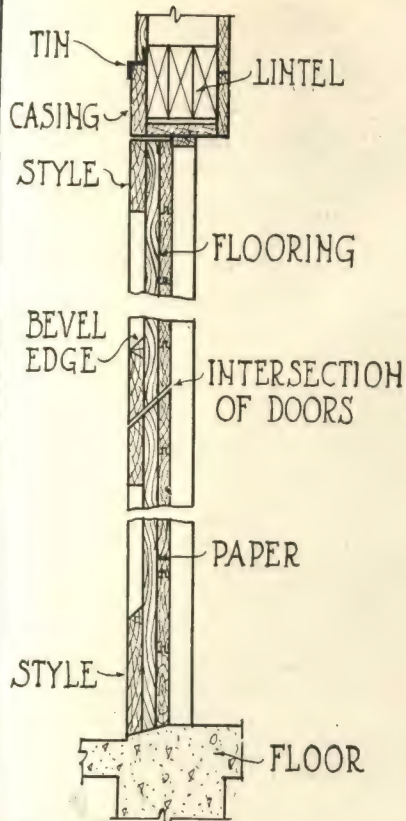 TIN
LINTEL
CASING
STYLE
FLOORING
BEVEL
EDGE
INTERSECTION
OF DOORS
PAPER
STYLE
FLOOR